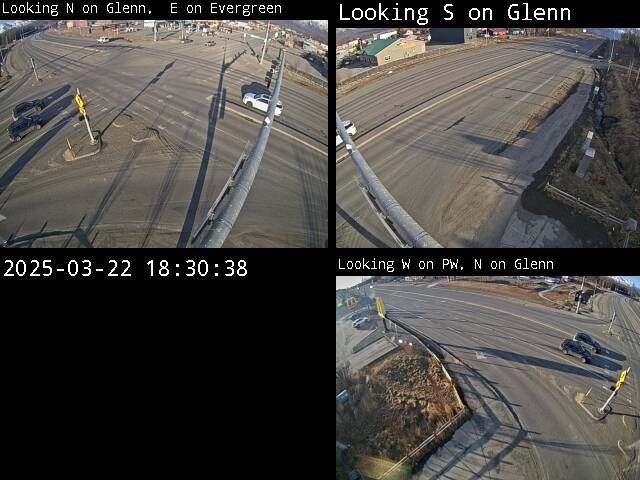 Looking N on Glenn,  E on Evergreen
Looking S on Glenn
2025-03-22 18:30:38
Looking W on PW, N on Glenn